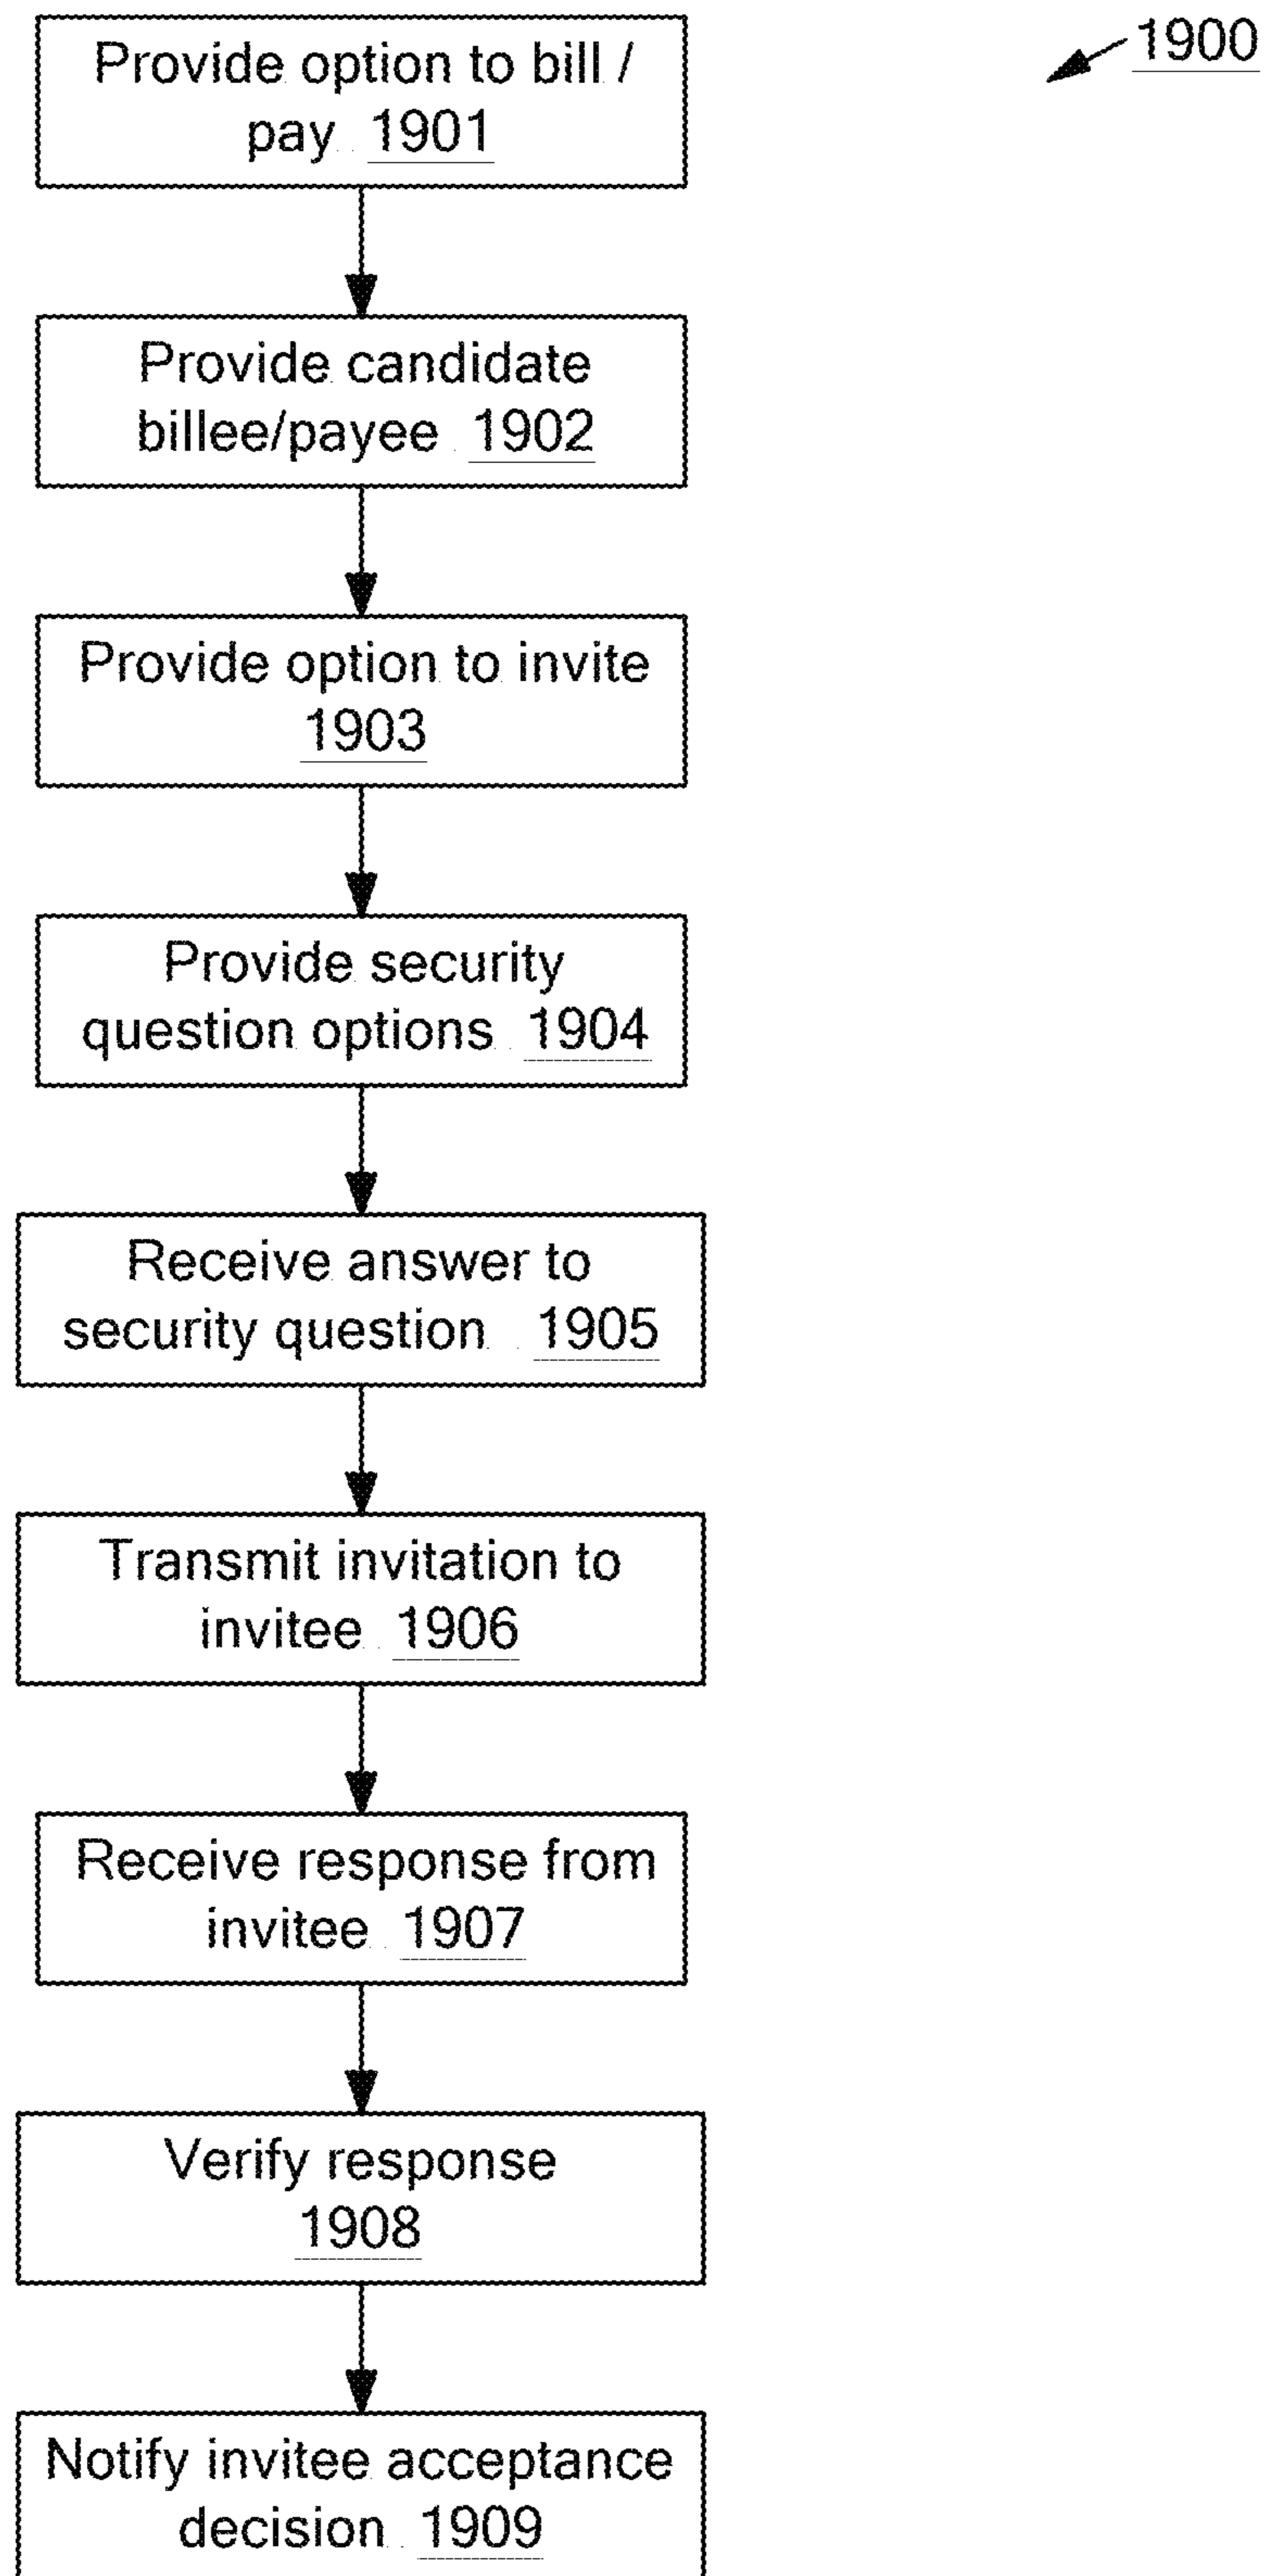 1900
Provide option to bill /
pay 1901
Provide candidate
billee/payee 1902
Provide option to invite
1903
Provide security
question options 1904
Receive answer to
security question 1905
Transmit invitation to
invitee 1906
Receive response from
invitee 1907
Verify response
1908
Notify invitee acceptance
decision 1909